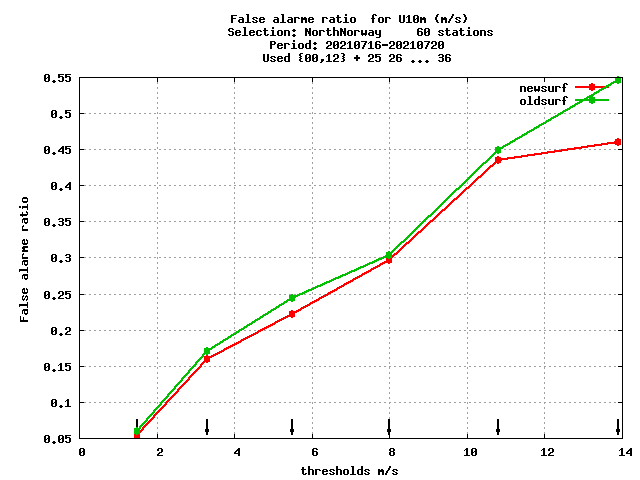 False alarme ratio  for U10m (m/s)
Selection: NorthNorway     60 stations
Period: 20210716-20210720
Used {00,12} + 25 26 ... 36
newsurf
oldsurf
0.55
0.5
0.45
0.4
0.35
0.3
0.25
0.2
0.15
0.1
0.05
False alarme ratio
0 2 4 6 8 10 12 14
thresholds m/s